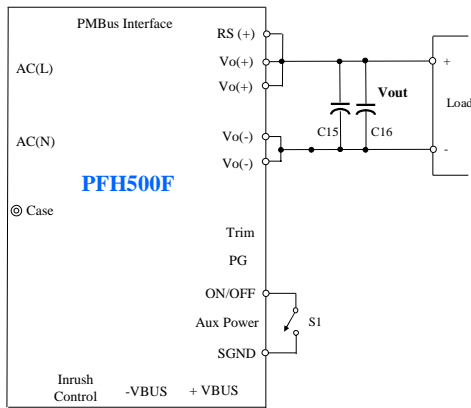 PMBus Interface
RS (+)
AC(L)
Vo(+)
Vo(+)
+
Vout
Load
C15
C16
AC(N)
Vo(-)
Vo(-)
-
PFH500F
Case
Trim
PG
ON/OFF
Aux Power
S1
SGND
Inrush
Control
-VBUS
+ VBUS